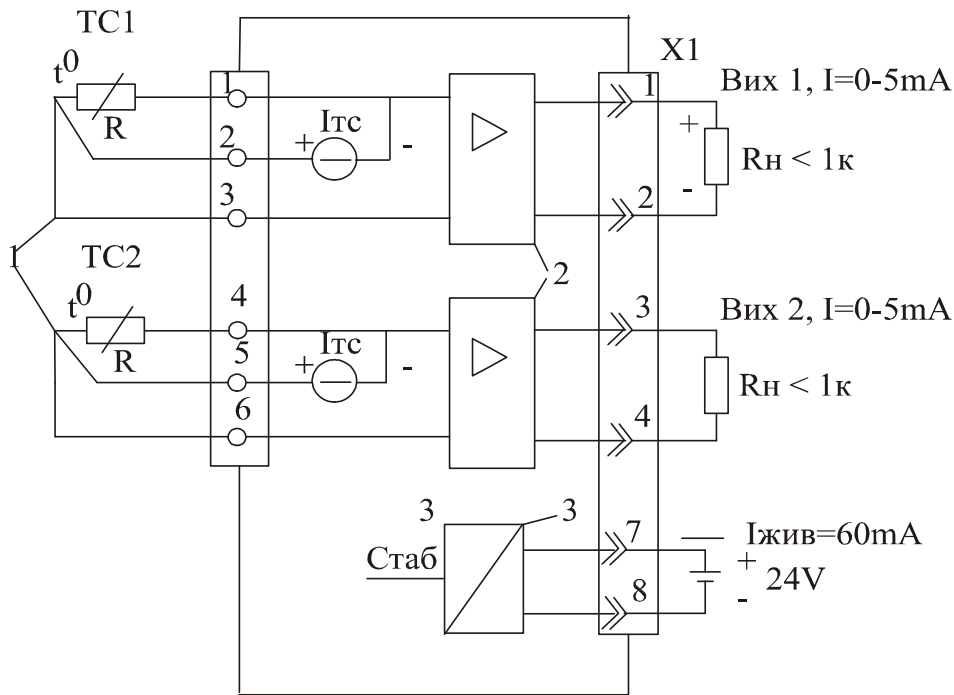 TC1
t⁰
R
1
2
3
Iтс
+
-
X1
1
2
Вих 1, I=0-5mA
+
Rн < 1к
-
1
TC2
t⁰
R
4
5
6
Iтс
+
-
2
3
4
Вих 2, I=0-5mA
Rн < 1к
3
3
Стаб
7
8
Iжив=60mA
+
24V
-